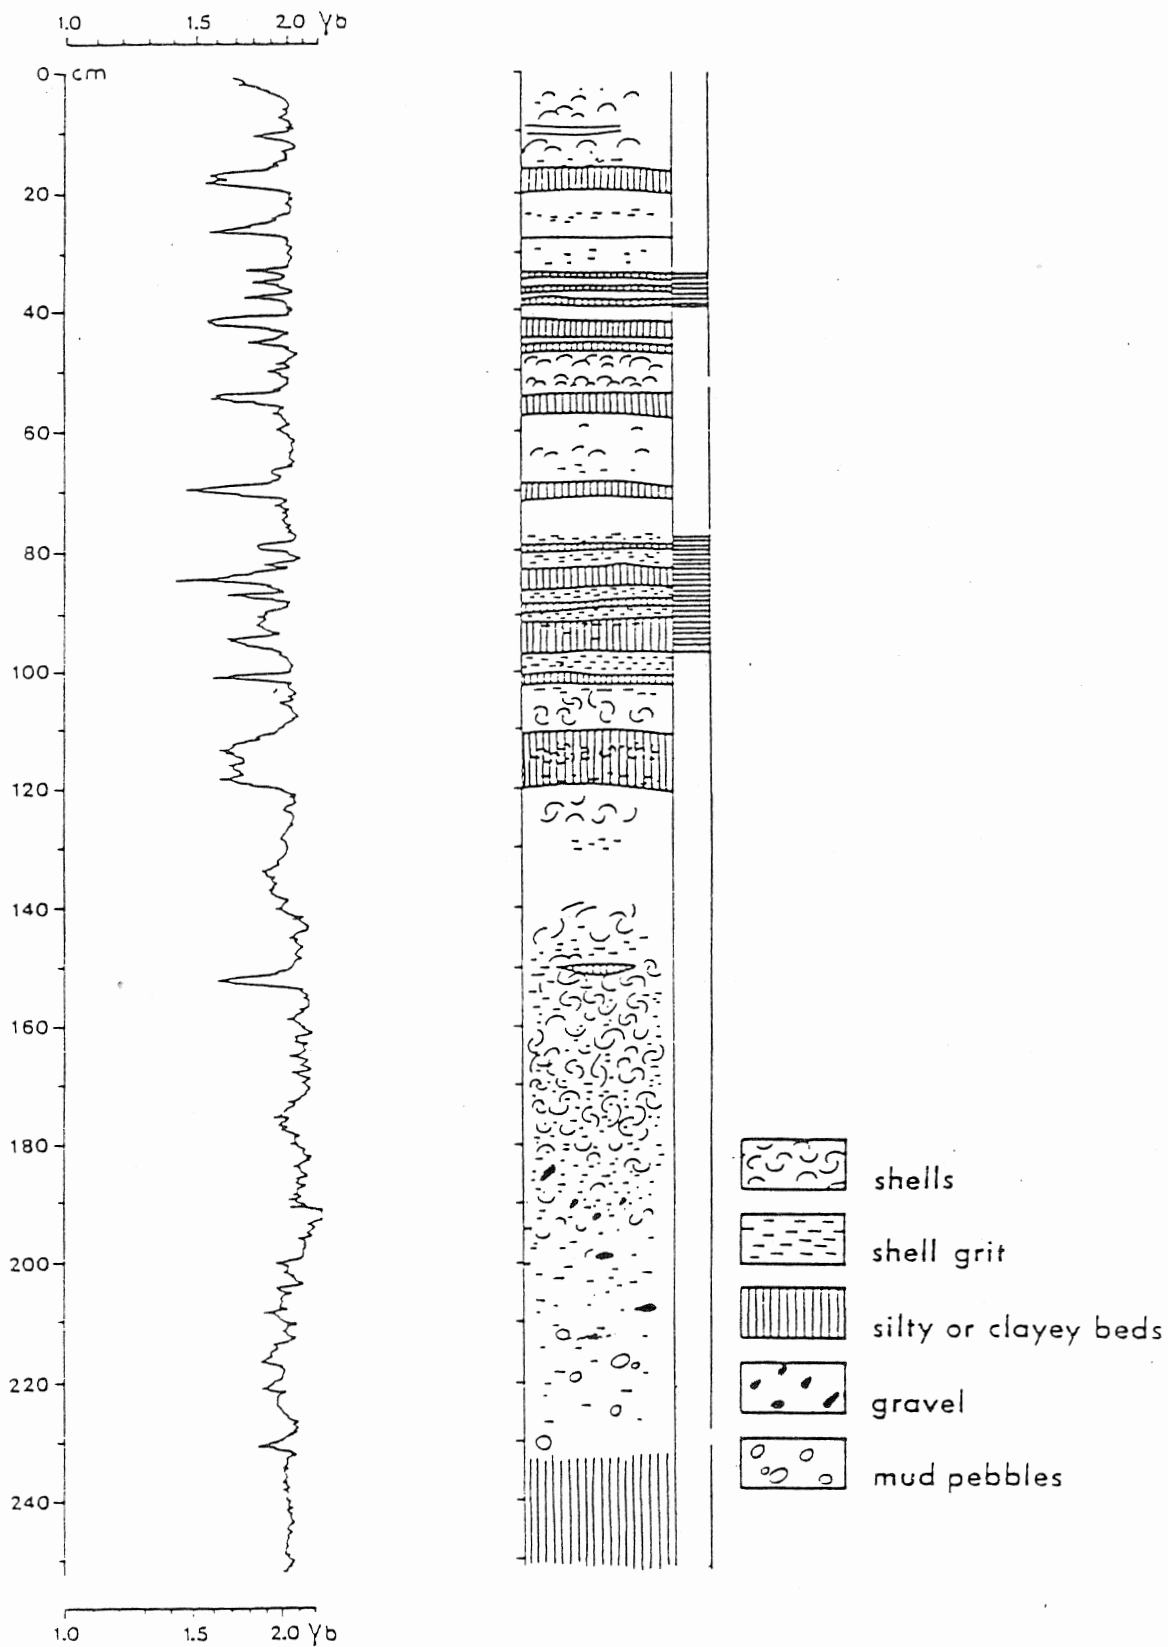 1.0 1.5 2.0 γb
0 cm
20
40
60
80
100
120
140
160
180
200
220
240
1.0 1.5 2.0 γb
shells
shell grit
silty or clayey beds
gravel
mud pebbles